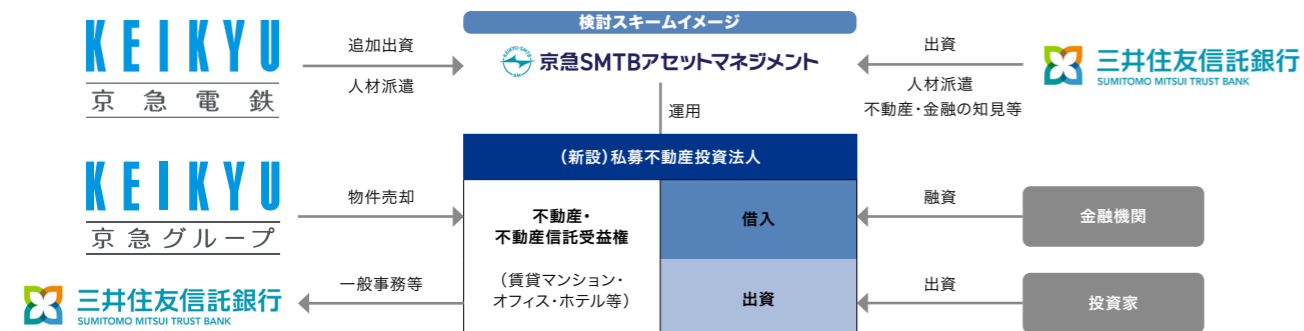 検討スキームイメージ
KEIKYU
京急電鉄
追加出資
人材派遣
KEIKYU-SMTB
AM
京急SMTBアセットマネジメント
出資
人材派遣
不動産・金融の知見等
三井住友信託銀行
SUMITOMO MITSUI TRUST BANK
運用
(新設)私募不動産投資法人
KEIKYU
京急グループ
物件売却
不動産・
不動産信託受益権
(賃貸マンション・
オフィス・ホテル等)
借入
融資
金融機関
三井住友信託銀行
SUMITOMO MITSUI TRUST BANK
一般事務等
出資
出資
投資家